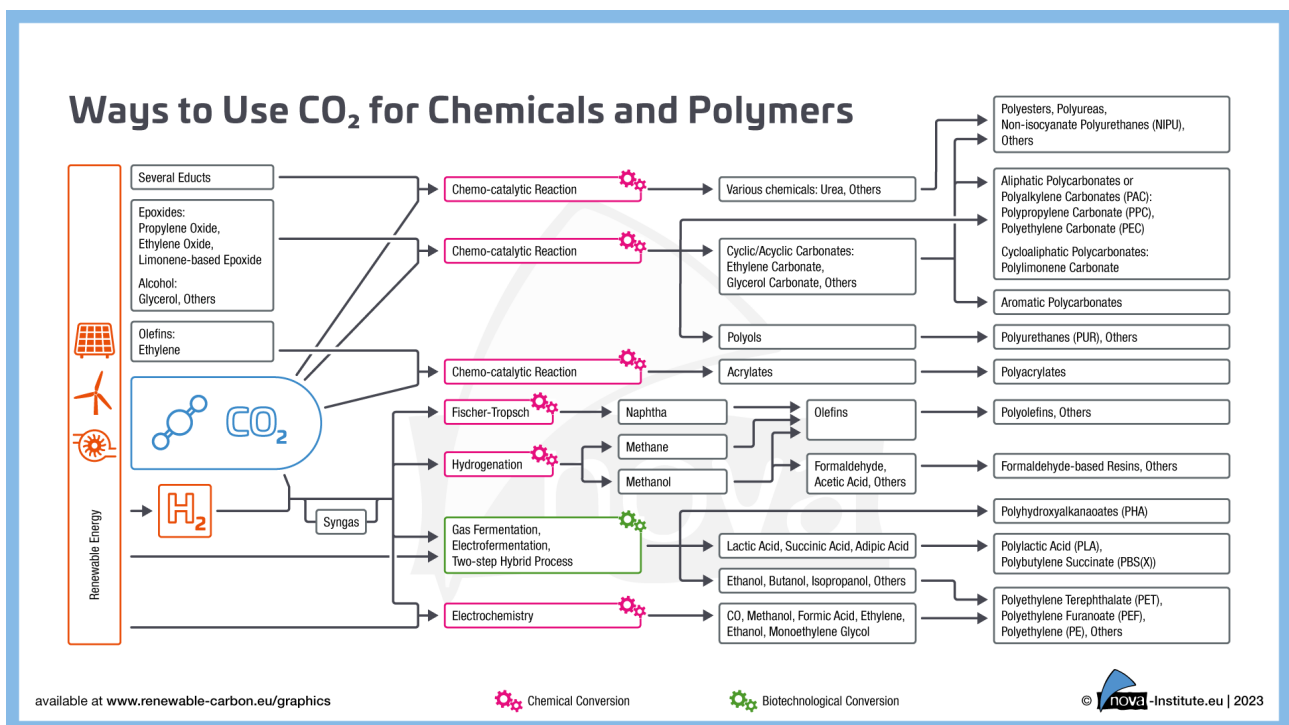 Ways to Use CO₂ for Chemicals and Polymers
Renewable Energy
Several Educts
Epoxides:
Propylene Oxide,
Ethylene Oxide,
Limonene-based Epoxide
Alcohol:
Glycerol, Others
Olefins:
Ethylene
CO₂
H₂
Syngas
Chemo-catalytic Reaction
Chemo-catalytic Reaction
Chemo-catalytic Reaction
Fischer-Tropsch
Hydrogenation
Gas Fermentation,
Electrofermentation,
Two-step Hybrid Process
Electrochemistry
Naphtha
Methane
Methanol
Various chemicals: Urea, Others
Cyclic/Acyclic Carbonates:
Ethylene Carbonate,
Glycerol Carbonate, Others
Polyols
Acrylates
Olefins
Formaldehyde,
Acetic Acid, Others
Lactic Acid, Succinic Acid, Adipic Acid
Ethanol, Butanol, Isopropanol, Others
CO, Methanol, Formic Acid, Ethylene,
Ethanol, Monoethylene Glycol
Polyesters, Polyureas,
Non-isocyanate Polyurethanes (NIPU),
Others
Aliphatic Polycarbonates or
Polyalkylene Carbonates (PAC):
Polypropylene Carbonate (PPC),
Polyethylene Carbonate (PEC)
Cycloaliphatic Polycarbonates:
Polylimonene Carbonate
Aromatic Polycarbonates
Polyurethanes (PUR), Others
Polyacrylates
Polyolefins, Others
Formaldehyde-based Resins, Others
Polyhydroxyalkanaoates (PHA)
Polylactic Acid (PLA),
Polybutylene Succinate (PBS(X))
Polyethylene Terephthalate (PET),
Polyethylene Furanoate (PEF),
Polyethylene (PE), Others
nova
available at www.renewable-carbon.eu/graphics
Chemical Conversion
Biotechnological Conversion
© nova-Institute.eu | 2023